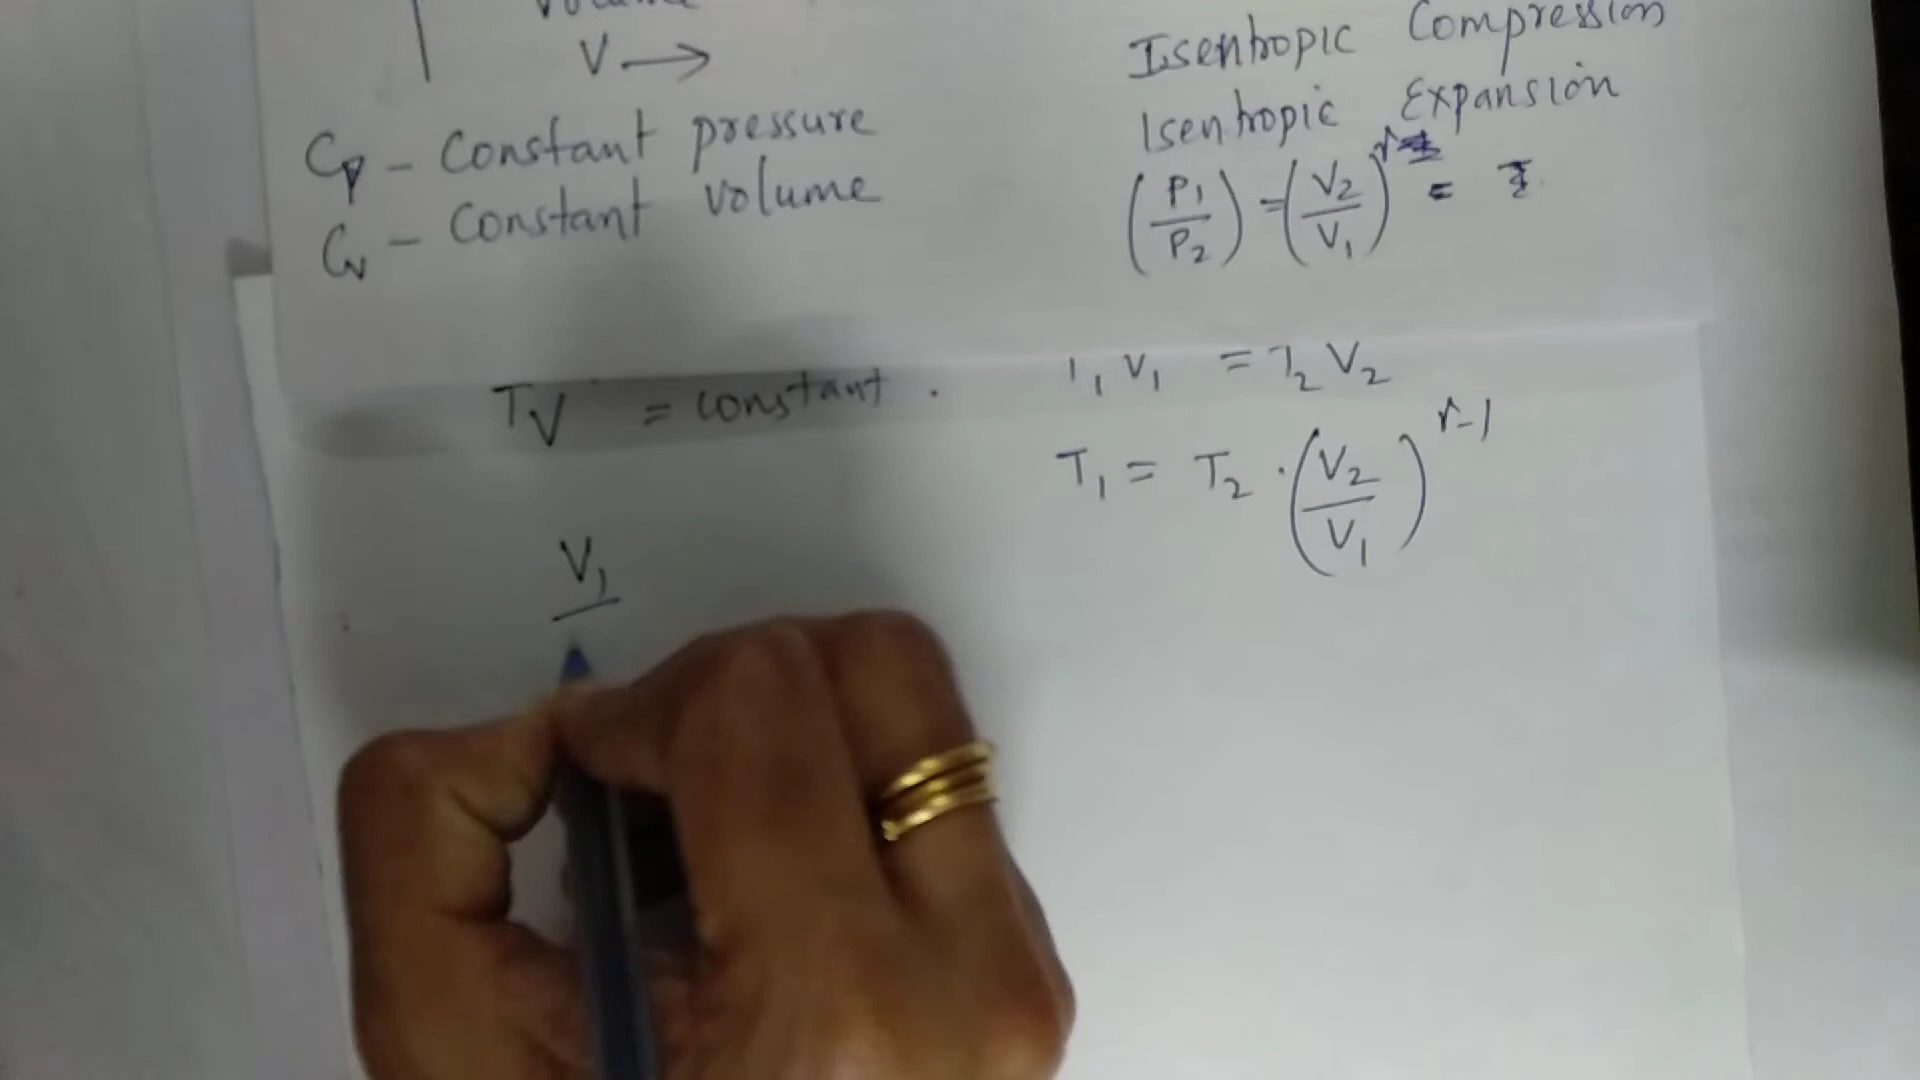 Volume
V →
Cp - Constant pressure
Cv - Constant volume
Isentropic Compression
Isentropic Expansion
(P1/P2) = (V2/V1)^r =
TV = constant.
T1 V1 = T2 V2
T1 = T2 . (V2/V1)^r-1
V1